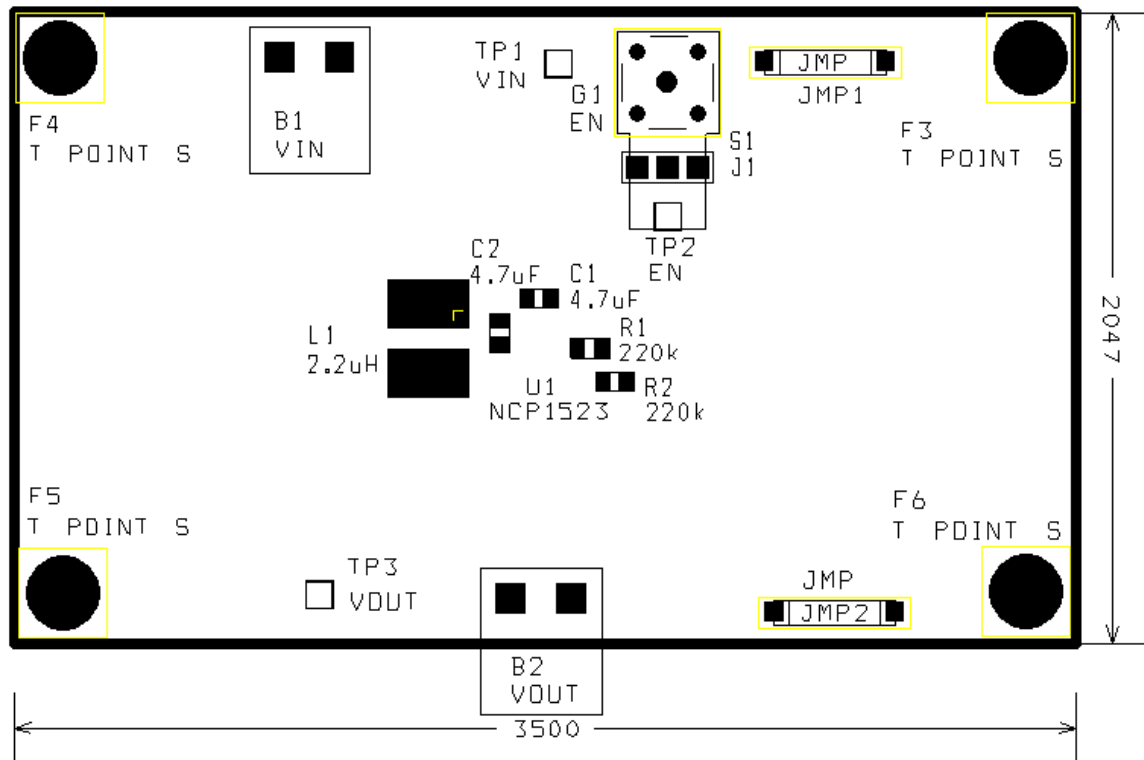 TP1
VIN
JMP
JMP1
G1
EN
F4
T POINT S
B1
VIN
F3
T POINT S
S1
J1
TP2
EN
C2
4.7uF
C1
4.7uF
L1
2.2uH
R1
220k
U1
NCP1523
R2
220k
2047
F5
T POINT S
F6
T POINT S
TP3
VOUT
JMP
JMP2
B2
VOUT
3500